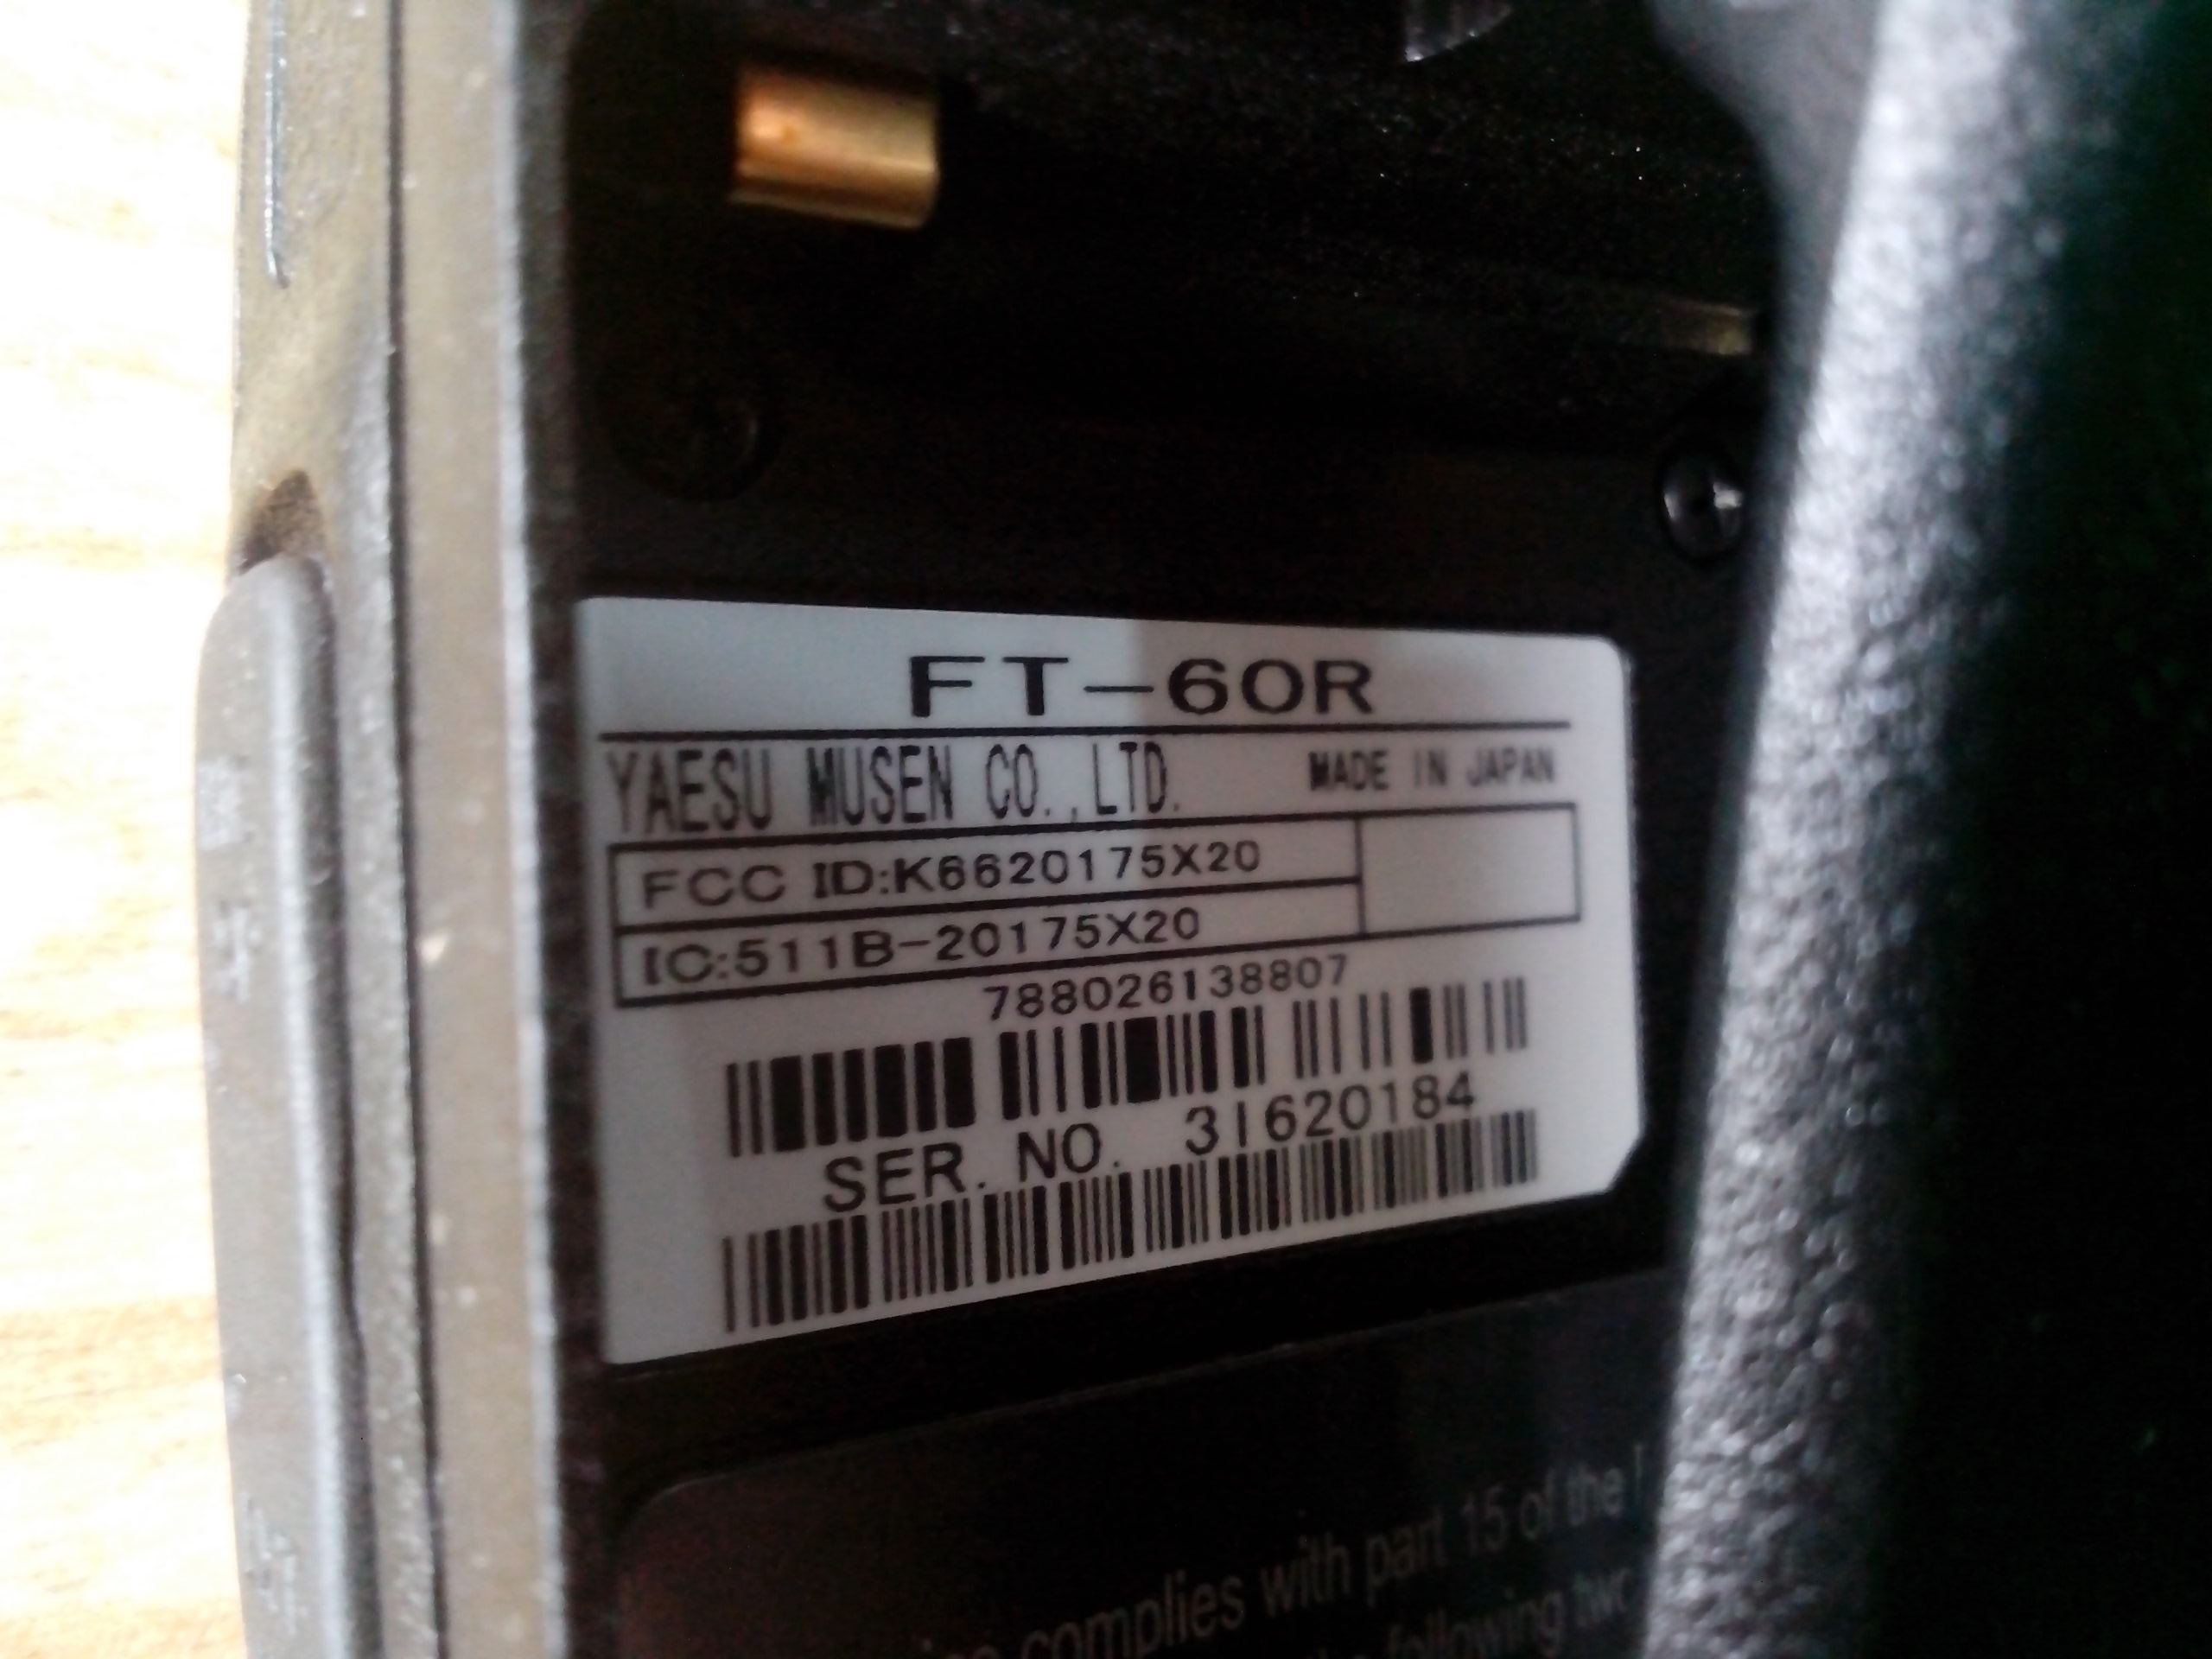 FT-60R
YAESU MUSEN CO.,LTD. MADE IN JAPAN
FCC ID:K6620175X20
IC:511B-20175X20
788026138807
SER. NO. 3I620184
complies with part 15 of the
following two